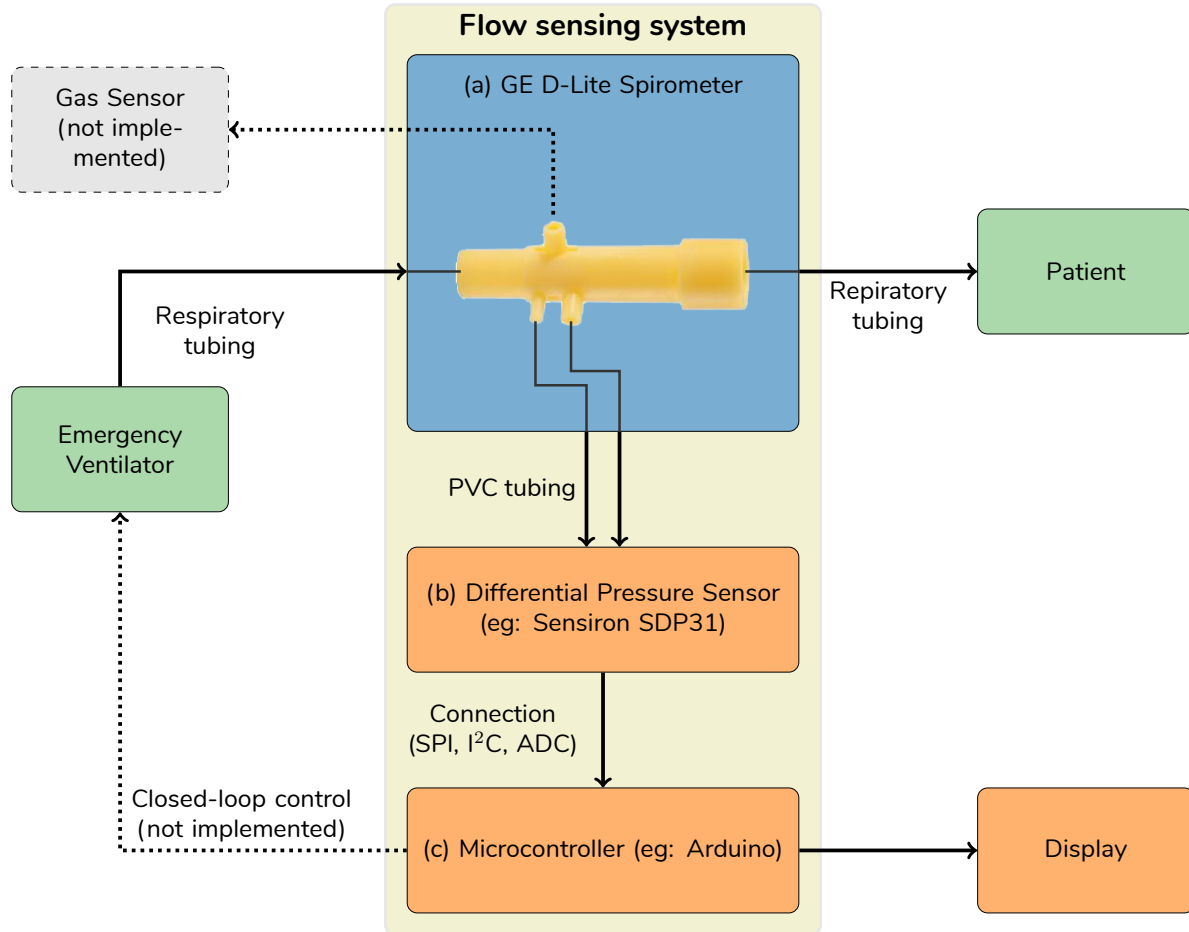 Flow sensing system
(a) GE D-Lite Spirometer
Gas Sensor
(not imple-
mented)
Patient
Respiratory
tubing
Repiratory
tubing
Emergency
Ventilator
PVC tubing
(b) Differential Pressure Sensor
(eg: Sensiron SDP31)
Connection
(SPI, I²C, ADC)
Closed-loop control
(not implemented)
(c) Microcontroller (eg: Arduino)
Display